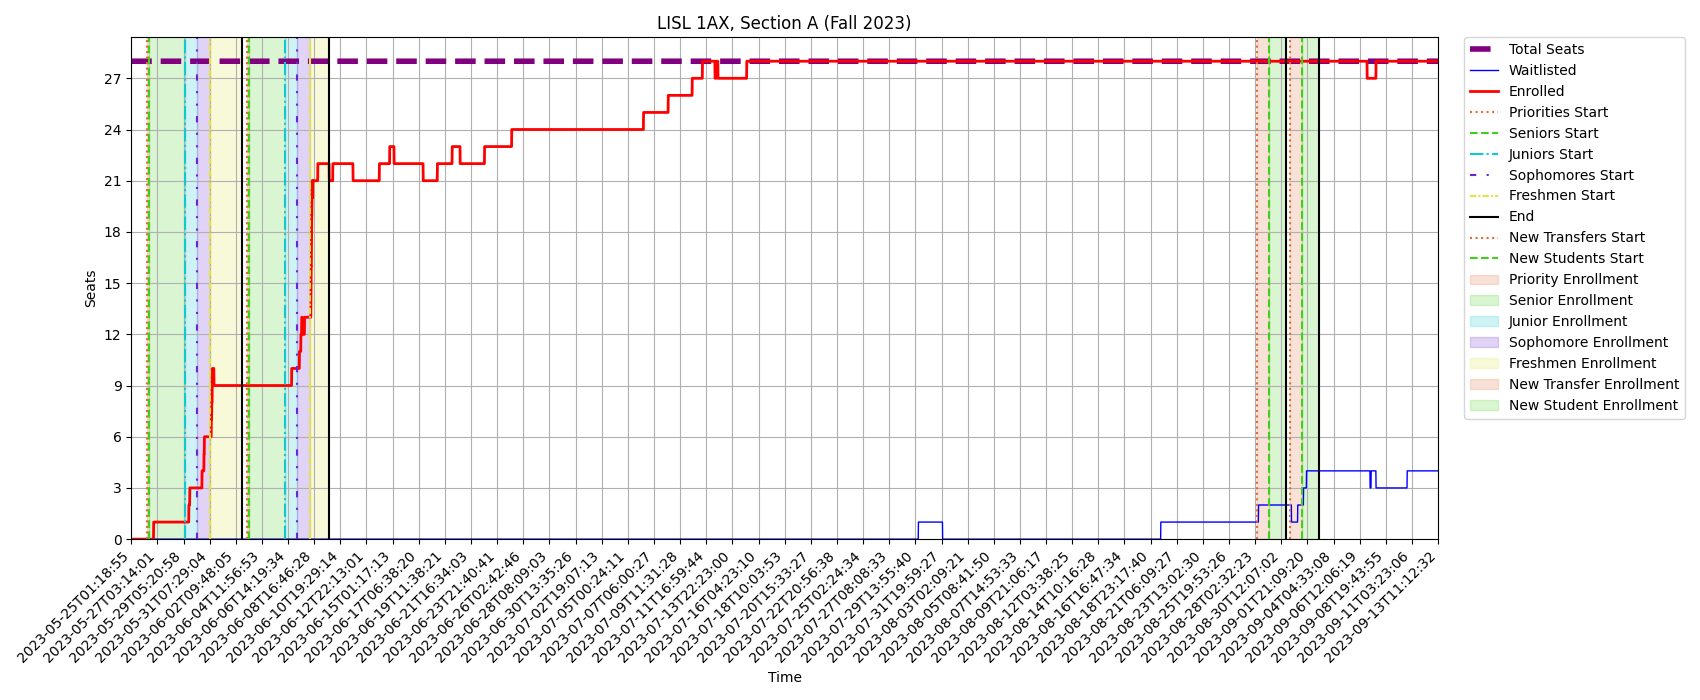 LISL 1AX, Section A (Fall 2023)
Seats
27
24
21
18
15
12
9
6
3
0
2023-05-25T01:18:55
2023-05-27T03:14:01
2023-05-29T05:20:58
2023-05-31T07:29:04
2023-06-02T09:48:05
2023-06-04T11:56:53
2023-06-06T14:19:34
2023-06-08T16:46:28
2023-06-10T19:29:14
2023-06-12T22:13:01
2023-06-15T01:17:13
2023-06-17T06:38:20
2023-06-19T11:38:21
2023-06-21T16:34:03
2023-06-23T21:40:41
2023-06-26T02:42:46
2023-06-28T08:09:03
2023-06-30T13:35:26
2023-07-02T19:07:13
2023-07-05T00:24:11
2023-07-07T06:00:27
2023-07-09T11:31:28
2023-07-11T16:59:44
2023-07-13T22:23:00
2023-07-16T04:23:10
2023-07-18T10:03:53
2023-07-20T15:33:27
2023-07-22T20:56:38
2023-07-25T02:24:34
2023-07-27T08:08:33
2023-07-29T13:55:40
2023-07-31T19:59:27
2023-08-03T02:09:21
2023-08-05T08:41:50
2023-08-07T14:53:33
2023-08-09T21:06:17
2023-08-12T03:38:25
2023-08-14T10:16:28
2023-08-16T16:47:34
2023-08-18T23:17:40
2023-08-21T06:09:27
2023-08-23T13:02:30
2023-08-25T19:53:26
2023-08-28T02:32:23
2023-08-30T12:07:02
2023-09-01T21:09:20
2023-09-04T04:33:08
2023-09-06T12:06:19
2023-09-08T19:43:55
2023-09-11T03:23:06
2023-09-13T11:12:32
Time
Total Seats
Waitlisted
Enrolled
Priorities Start
Seniors Start
Juniors Start
Sophomores Start
Freshmen Start
End
New Transfers Start
New Students Start
Priority Enrollment
Senior Enrollment
Junior Enrollment
Sophomore Enrollment
Freshmen Enrollment
New Transfer Enrollment
New Student Enrollment